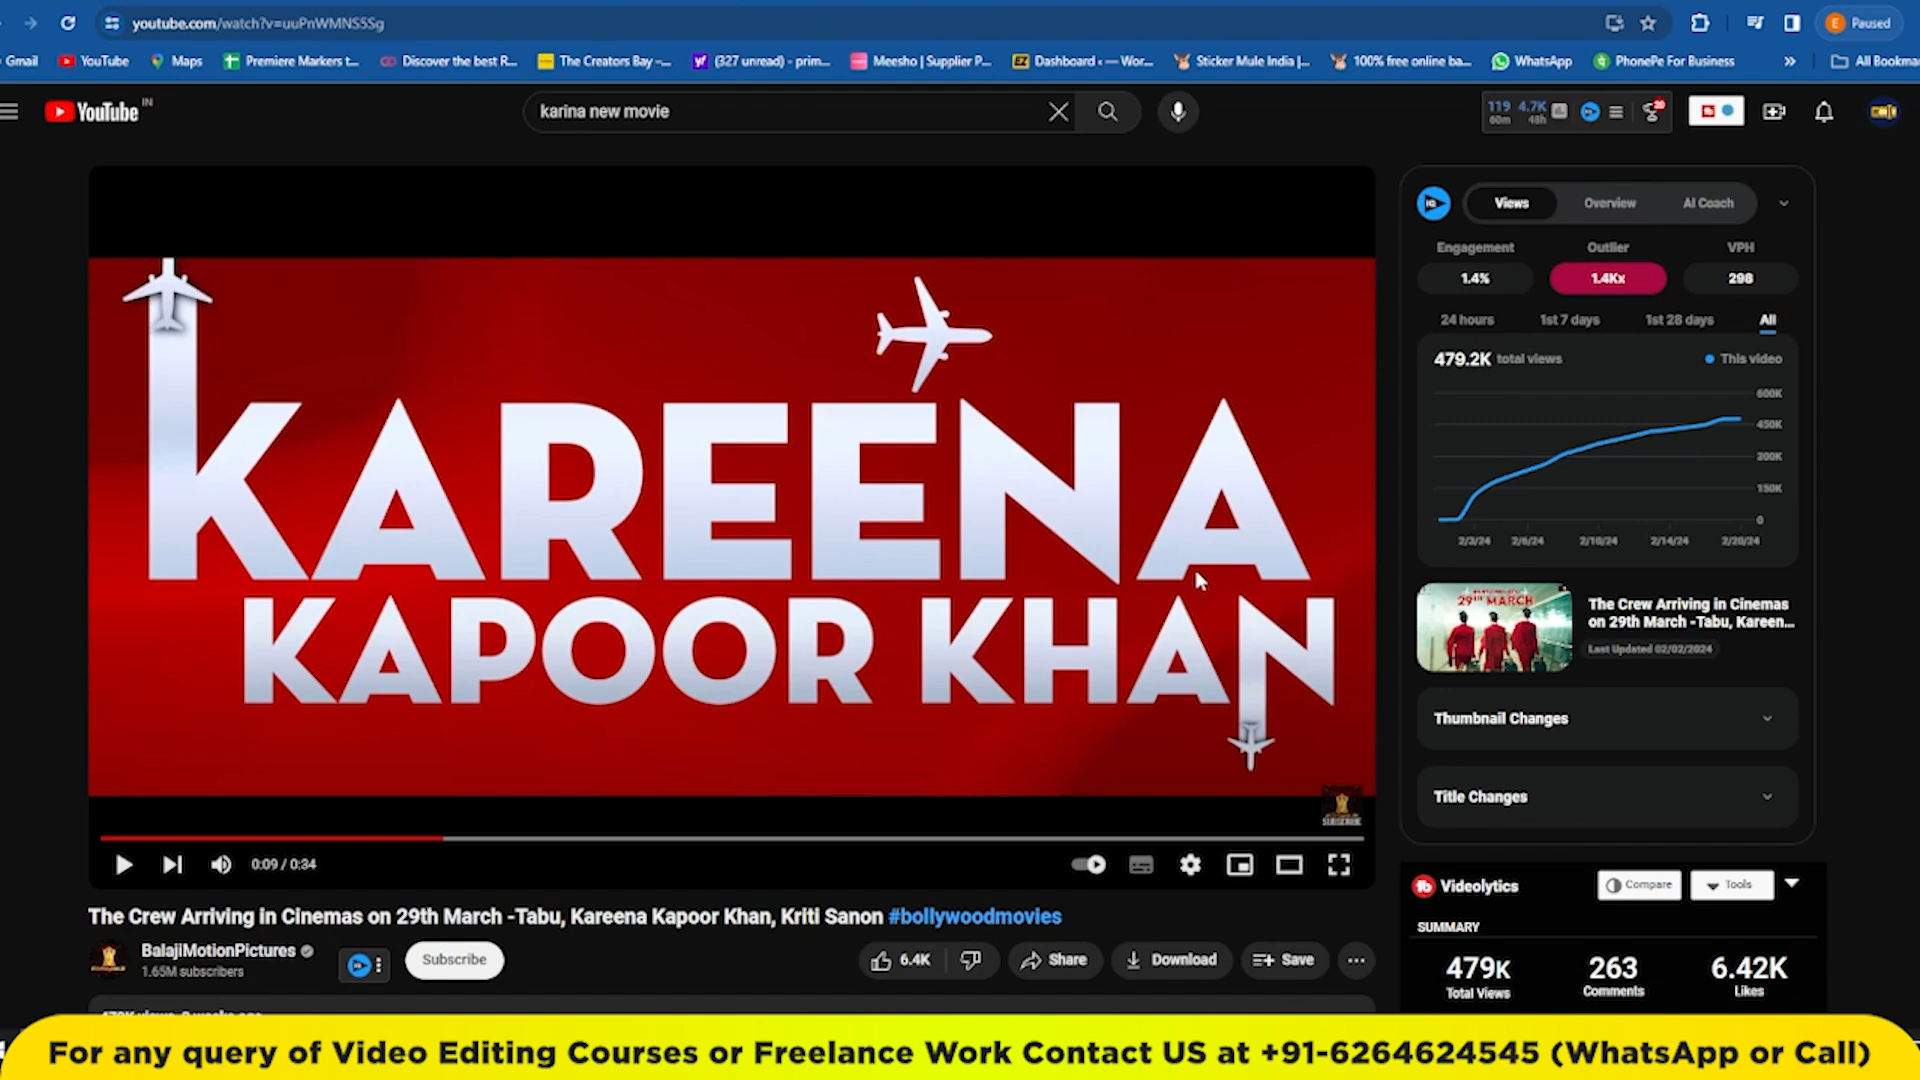 youtube.com/watch?v=uuPnWMNS5Sg
E Paused
Gmail YouTube Maps Premiere Markers t... Discover the best R... The Creators Bay –... (327 unread) - prim... Meesho | Supplier P... EZ Dashboard ‹ — Wor... Sticker Mule India |... 100% free online ba... WhatsApp PhonePe For Business » All Bookma
YouTube IN
karina new movie
119 4.7K
60m 48h
20
Views Overview AI Coach
Engagement Outlier VPH
1.4% 1.4Kx 298
24 hours 1st 7 days 1st 28 days All
479.2K total views This video
600K
450K
300K
150K
0
2/3/24 2/6/24 2/10/24 2/14/24 2/20/24
KAREENA
KAPOOR KHAN
29TH MARCH
The Crew Arriving in Cinemas
on 29th March -Tabu, Kareen...
Last Updated 02/02/2024
Thumbnail Changes
Title Changes
SUBSCRIBE
0:09 / 0:34
The Crew Arriving in Cinemas on 29th March -Tabu, Kareena Kapoor Khan, Kriti Sanon #bollywoodmovies
BalajiMotionPictures
1.65M subscribers
Subscribe
6.4K Share Download Save
Videolytics Compare Tools
SUMMARY
479K 263 6.42K
Total Views Comments Likes
For any query of Video Editing Courses or Freelance Work Contact US at +91-6264624545 (WhatsApp or Call)